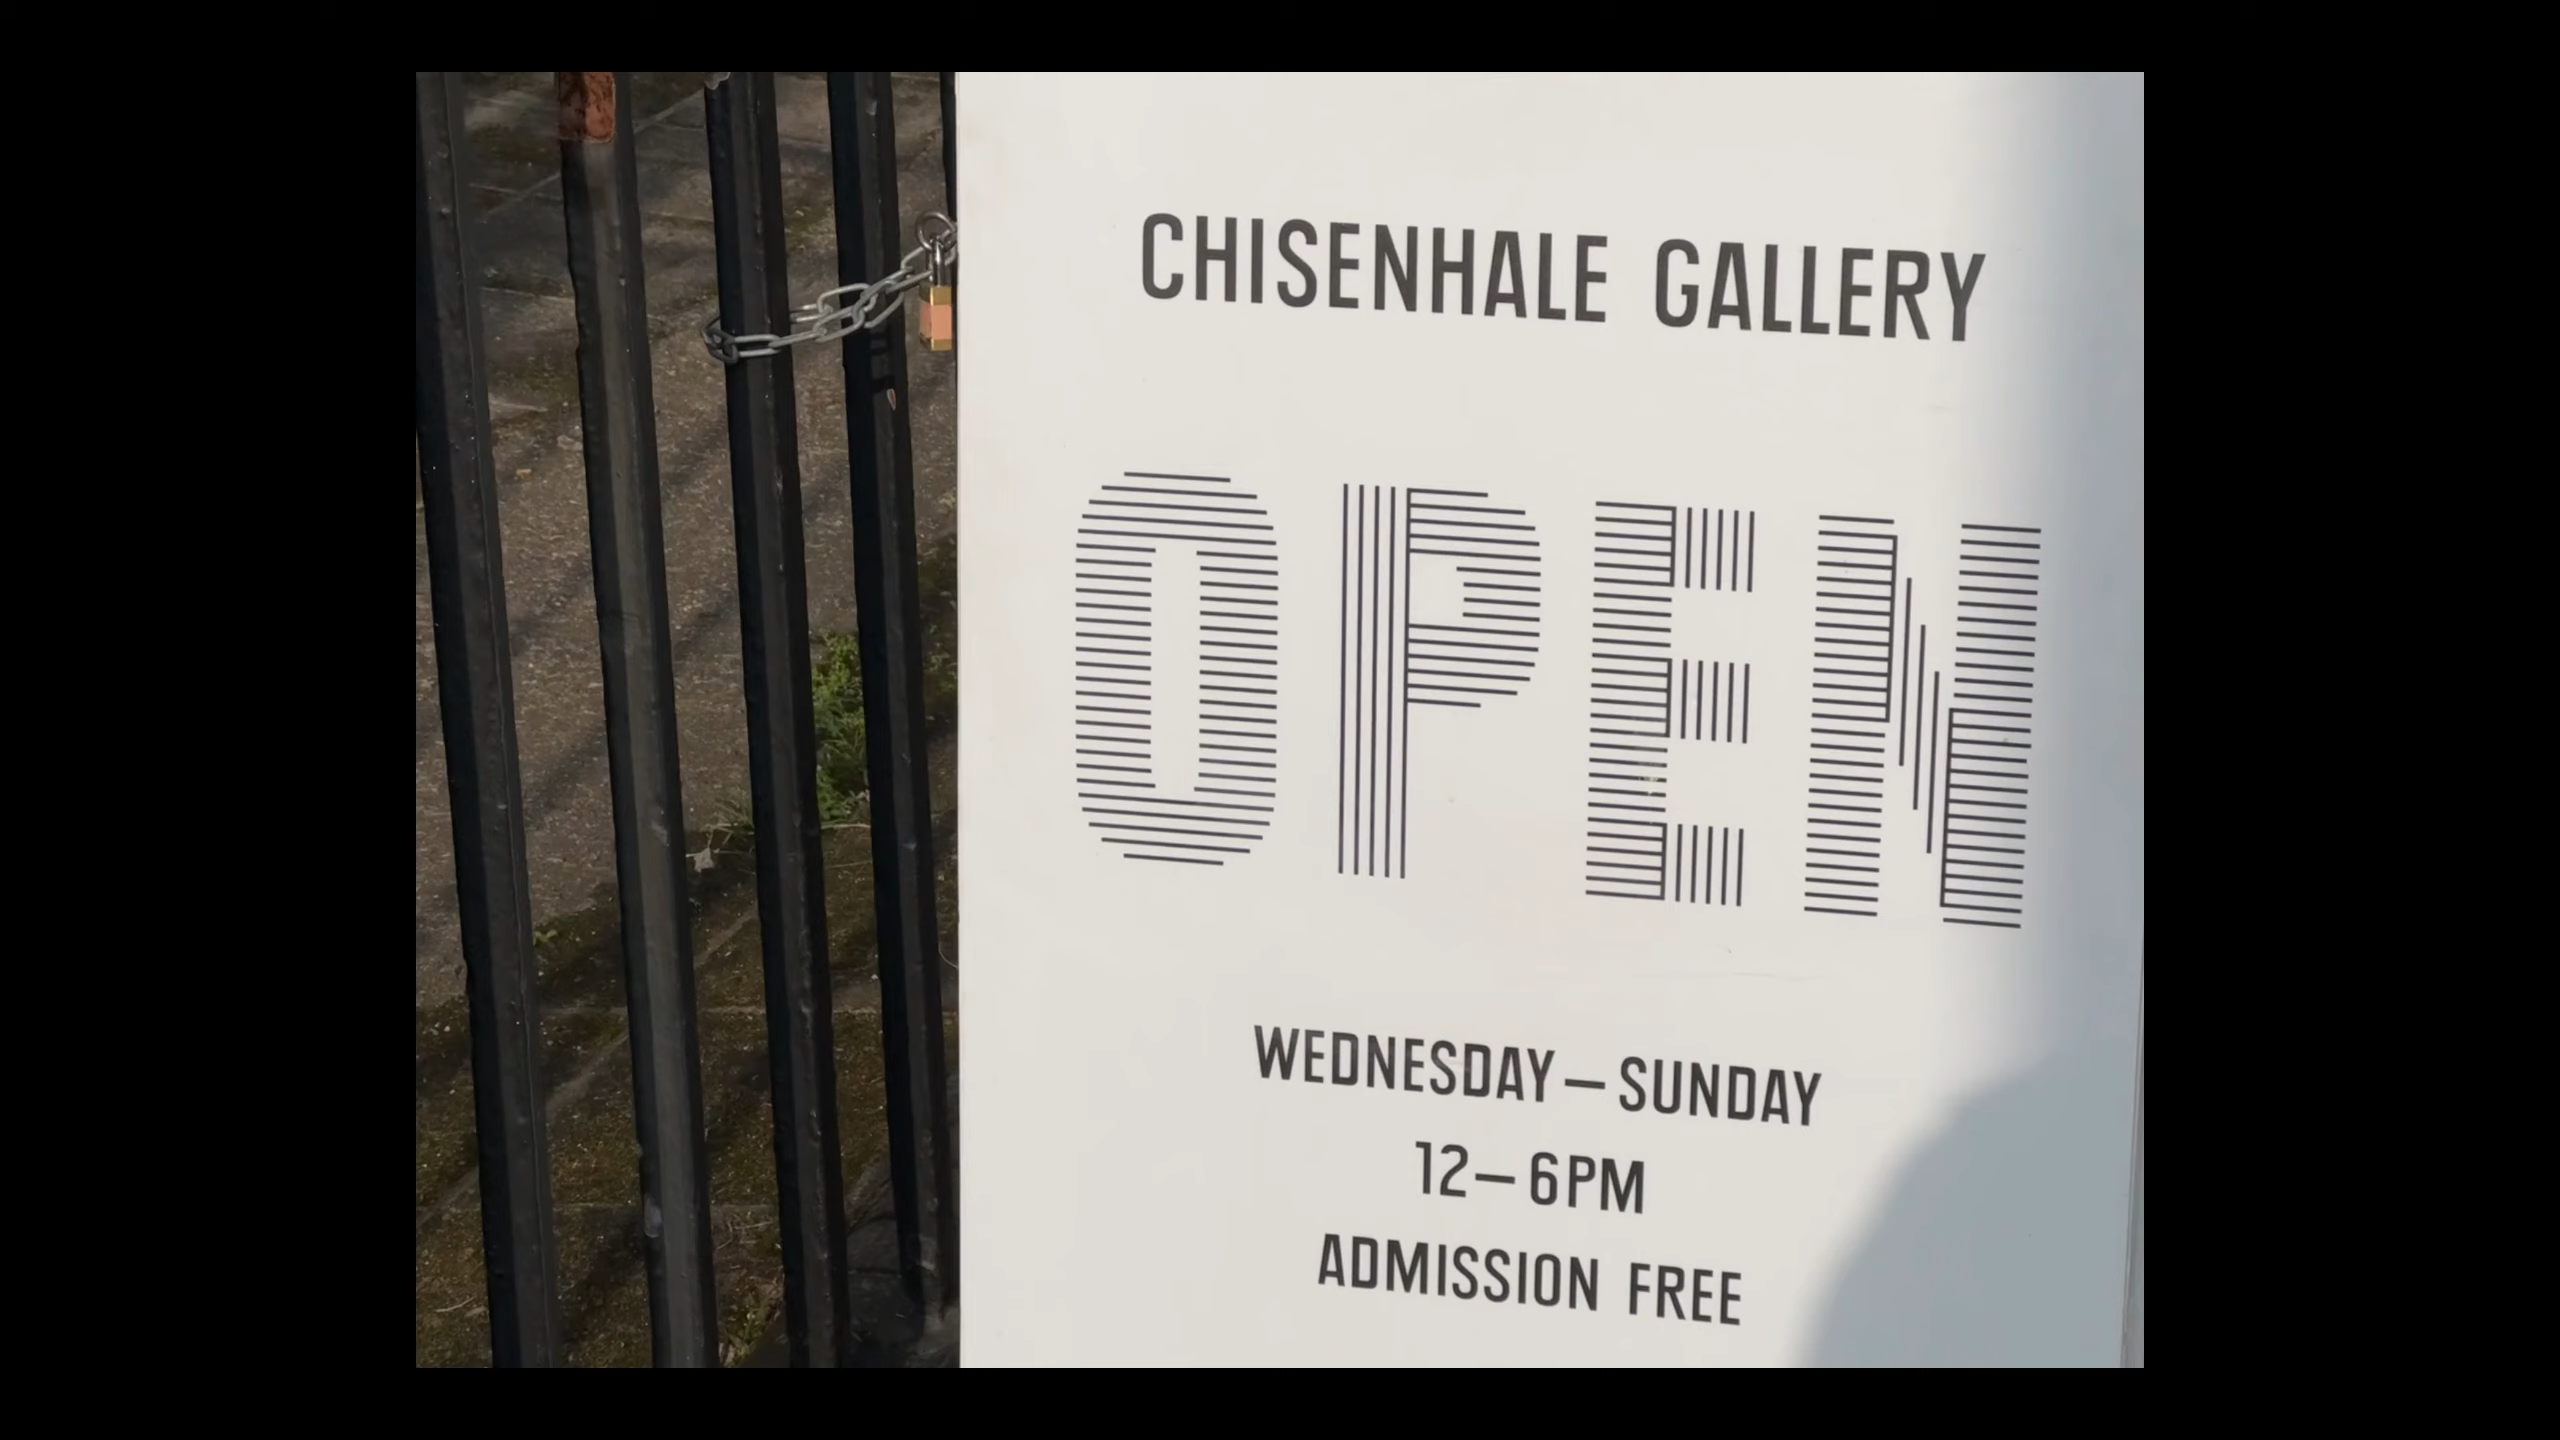 CHISENHALE GALLERY
OPEN
WEDNESDAY–SUNDAY
12–6PM
ADMISSION FREE